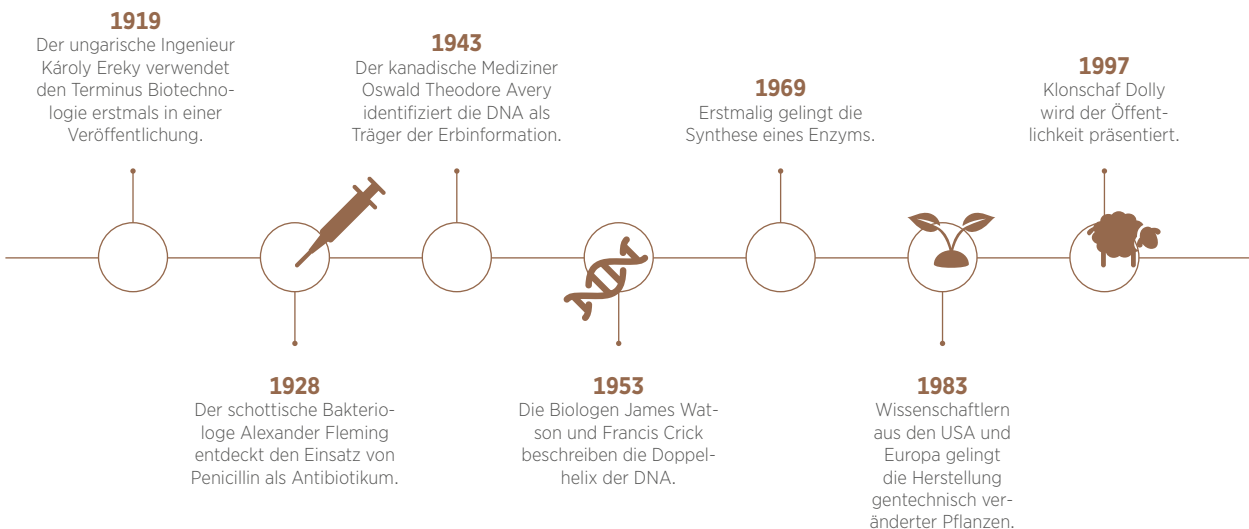 1919
Der ungarische Ingenieur
Károly Ereky verwendet
den Terminus Biotechno-
logie erstmals in einer
Veröffentlichung.
1928
Der schottische Bakterio-
loge Alexander Fleming
entdeckt den Einsatz von
Penicillin als Antibiotikum.
1943
Der kanadische Mediziner
Oswald Theodore Avery
identifiziert die DNA als
Träger der Erbinformation.
1953
Die Biologen James Wat-
son und Francis Crick
beschreiben die Doppel-
helix der DNA.
1969
Erstmalig gelingt die
Synthese eines Enzyms.
1983
Wissenschaftlern
aus den USA und
Europa gelingt
die Herstellung
gentechnisch ver-
änderter Pflanzen.
1997
Klonschaf Dolly
wird der Öffent-
lichkeit präsentiert.